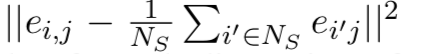 ||e_{i,j} - \frac{1}{N_S} \sum_{i' \in N_S} e_{i'j}||^2